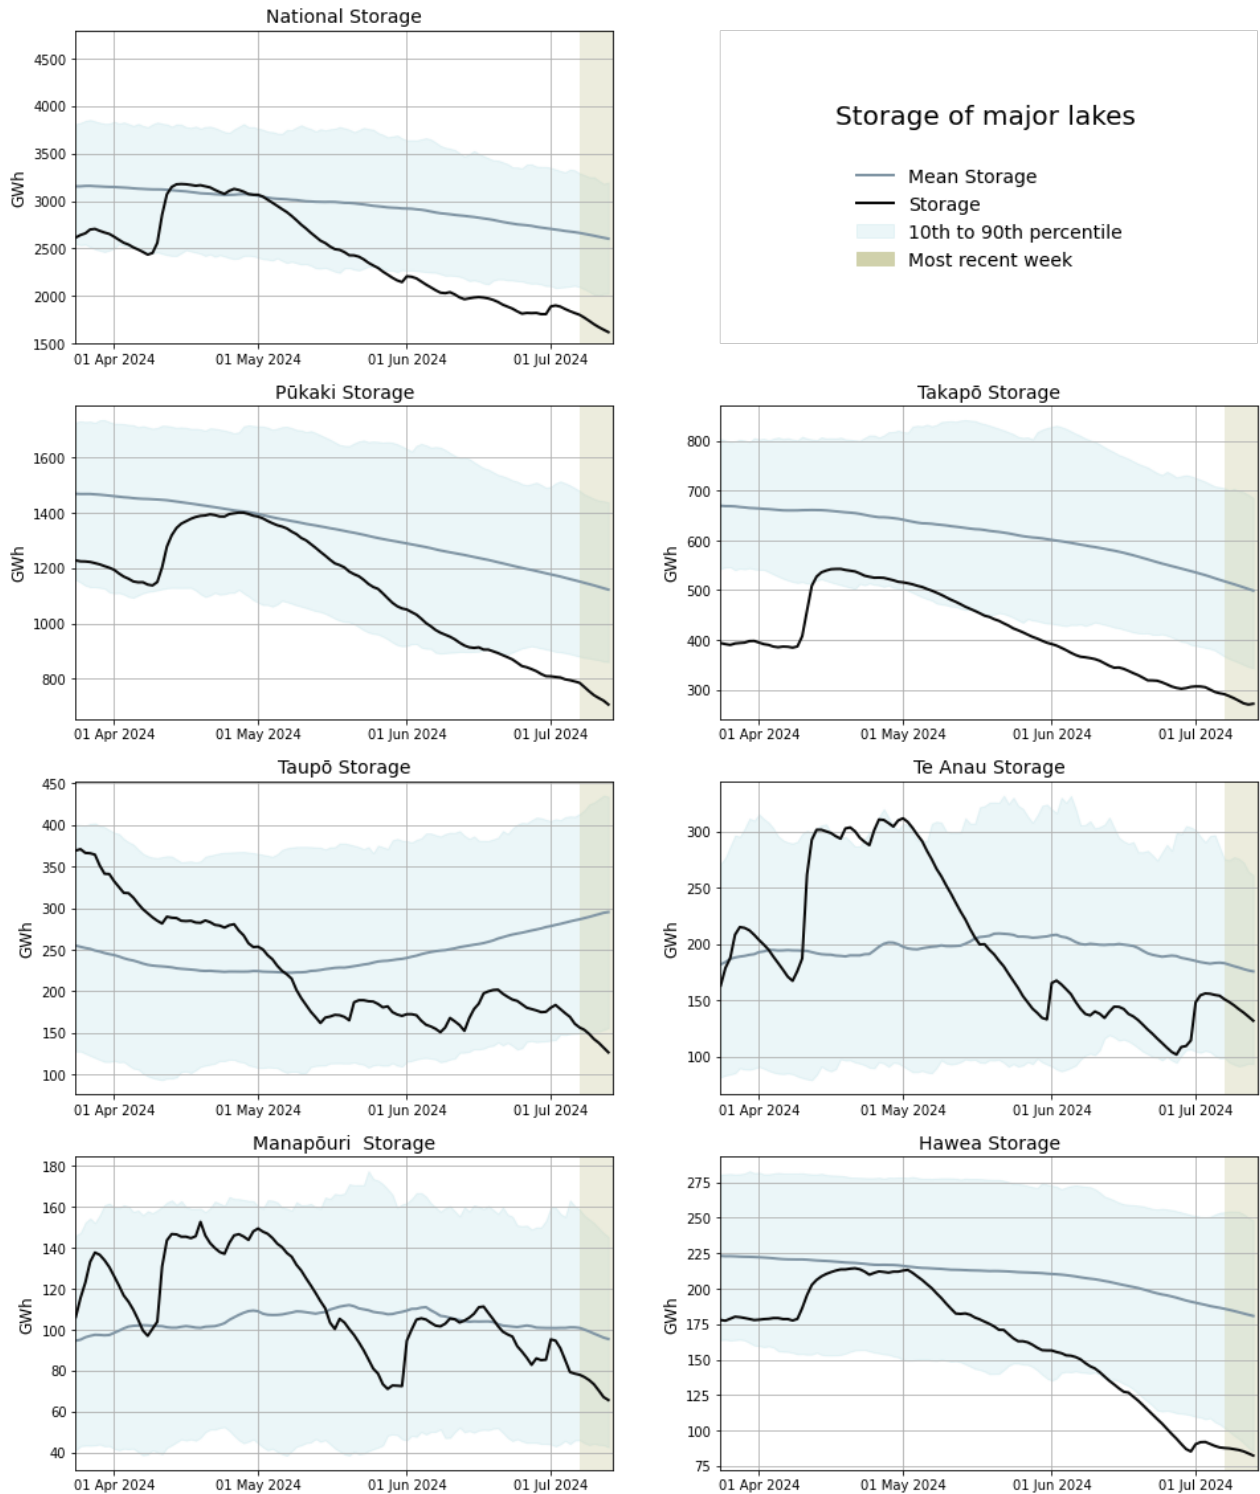 National Storage
GWh
4500
4000
3500
3000
2500
2000
1500
01 Apr 2024 01 May 2024 01 Jun 2024 01 Jul 2024
Storage of major lakes
Mean Storage
Storage
10th to 90th percentile
Most recent week
Pūkaki Storage
GWh
1600
1400
1200
1000
800
01 Apr 2024 01 May 2024 01 Jun 2024 01 Jul 2024
Takapō Storage
GWh
800
700
600
500
400
300
01 Apr 2024 01 May 2024 01 Jun 2024 01 Jul 2024
Taupō Storage
GWh
450
400
350
300
250
200
150
100
01 Apr 2024 01 May 2024 01 Jun 2024 01 Jul 2024
Te Anau Storage
GWh
300
250
200
150
100
01 Apr 2024 01 May 2024 01 Jun 2024 01 Jul 2024
Manapōuri  Storage
GWh
180
160
140
120
100
80
60
40
01 Apr 2024 01 May 2024 01 Jun 2024 01 Jul 2024
Hawea Storage
GWh
275
250
225
200
175
150
125
100
75
01 Apr 2024 01 May 2024 01 Jun 2024 01 Jul 2024